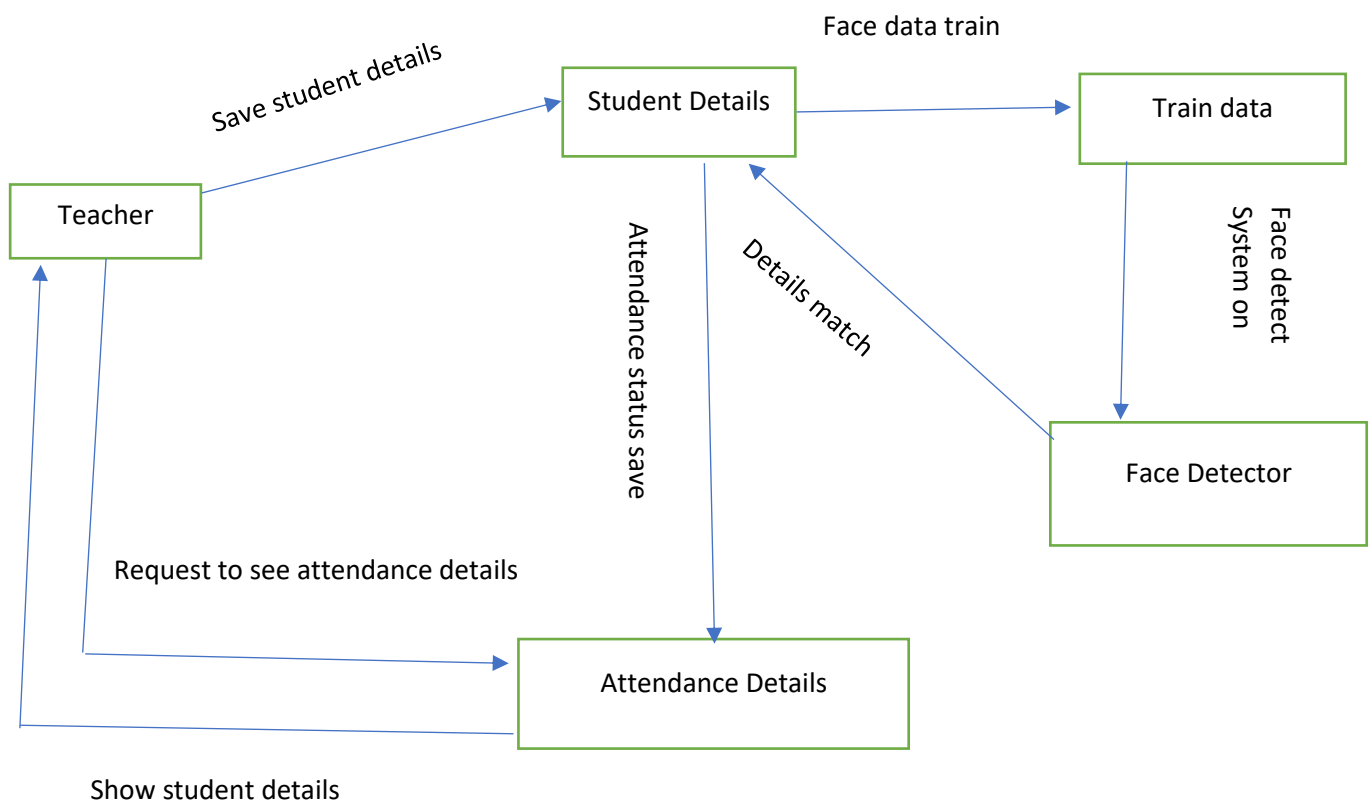 Face data train
Save student details
Student Details
Train data
Teacher
Attendance status save
Details match
Face detect
System on
Face Detector
Request to see attendance details
Attendance Details
Show student details